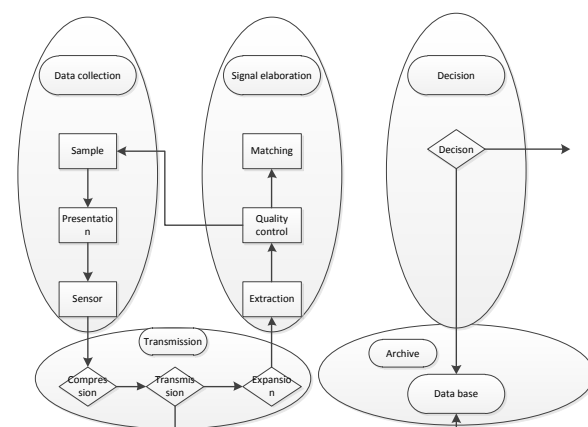 Data collection
Signal elaboration
Decision
Sample
Matching
Decison
Presentatio
n
Quality
control
Sensor
Extraction
Transmission
Archive
Compres
sion
Transmis
sion
Expansio
n
Data base